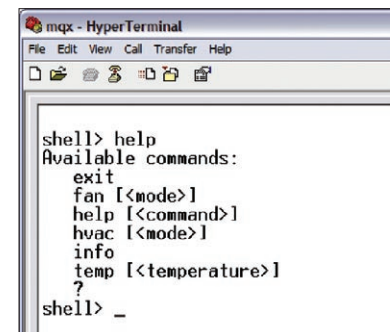 mqx - HyperTerminal
File Edit View Call Transfer Help
shell> help
Available commands:
exit
fan [<mode>]
help [<command>]
hvac [<mode>]
info
temp [<temperature>]
?
shell> _